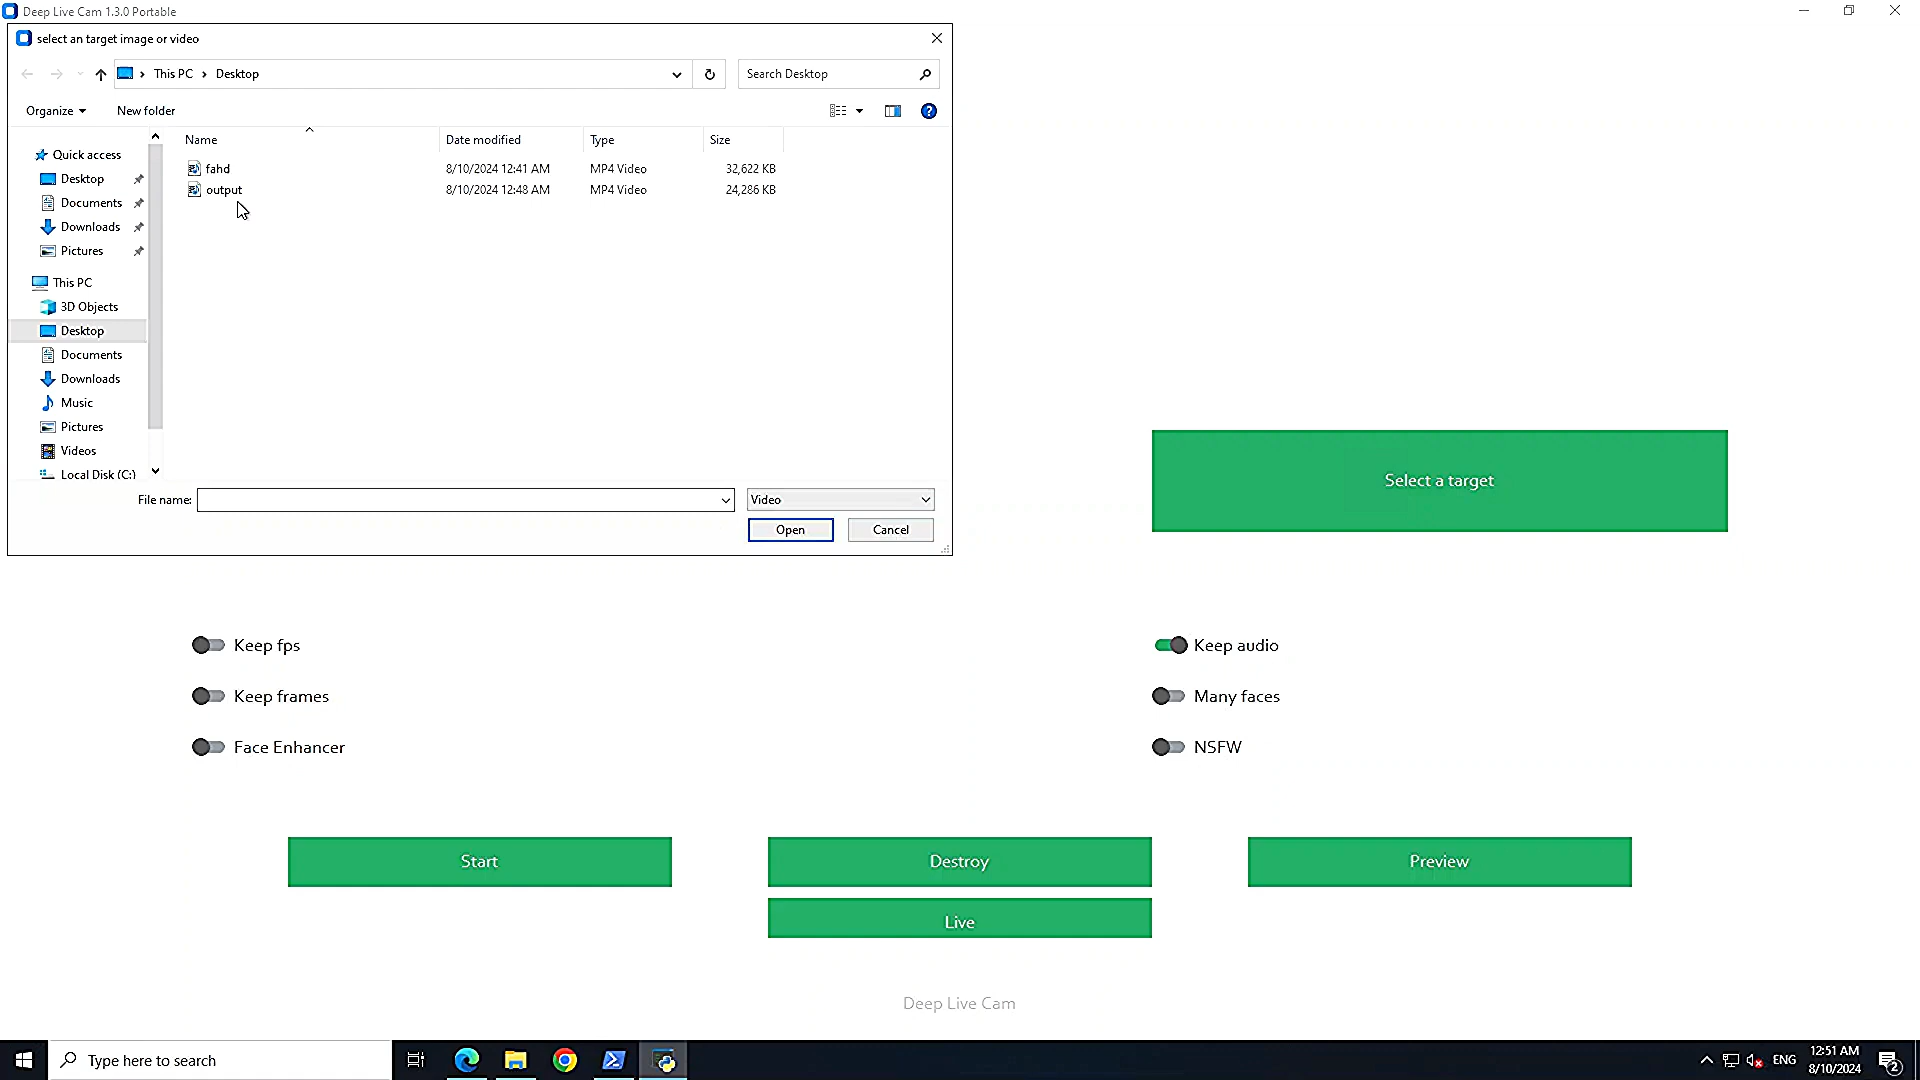 Deep Live Cam 1.3.0 Portable
select an target image or video
This PC > Desktop
Search Desktop
Organize
New folder
Name
Date modified
Type
Size
Quick access
Desktop
Documents
Downloads
Pictures
This PC
3D Objects
Desktop
Documents
Downloads
Music
Pictures
Videos
Local Disk (C:)
fahd 8/10/2024 12:41 AM MP4 Video 32,622 KB
output 8/10/2024 12:48 AM MP4 Video 24,286 KB
File name:
Video
Open
Cancel
Select a target
Keep fps
Keep audio
Keep frames
Many faces
Face Enhancer
NSFW
Start
Destroy
Preview
Live
Deep Live Cam
Type here to search
ENG
12:51 AM
8/10/2024
2